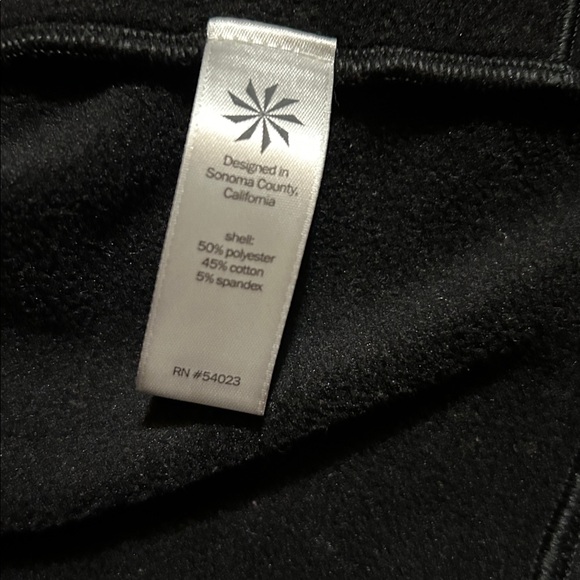 Designed in
Sonoma County,
California
shell:
50% polyester
45% cotton
5% spandex
RN #54023